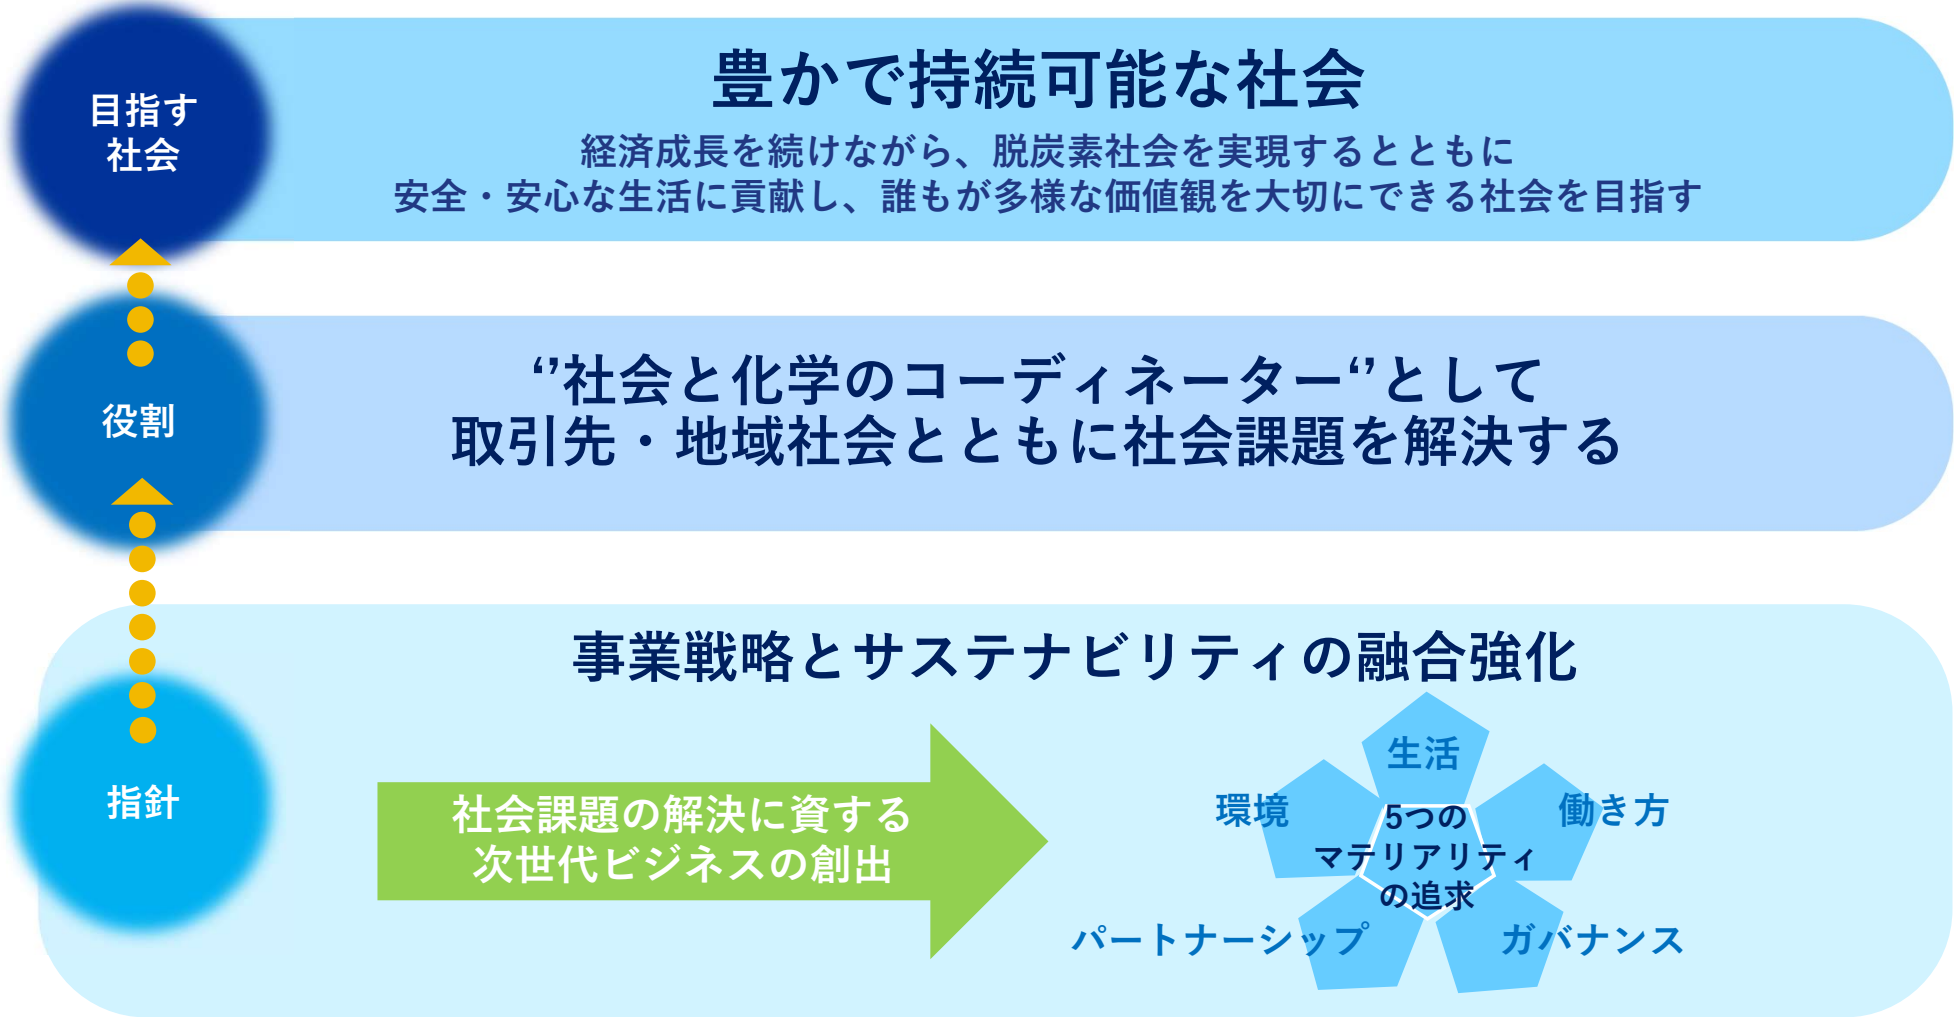 目指す
社会
豊かで持続可能な社会
経済成長を続けながら、脱炭素社会を実現するとともに
安全・安心な生活に貢献し、誰もが多様な価値観を大切にできる社会を目指す
役割
‘’社会と化学のコーディネーター‘’として
取引先・地域社会とともに社会課題を解決する
指針
事業戦略とサステナビリティの融合強化
社会課題の解決に資する
次世代ビジネスの創出
生活
環境
働き方
5つの
マテリアリティ
の追求
パートナーシップ
ガバナンス